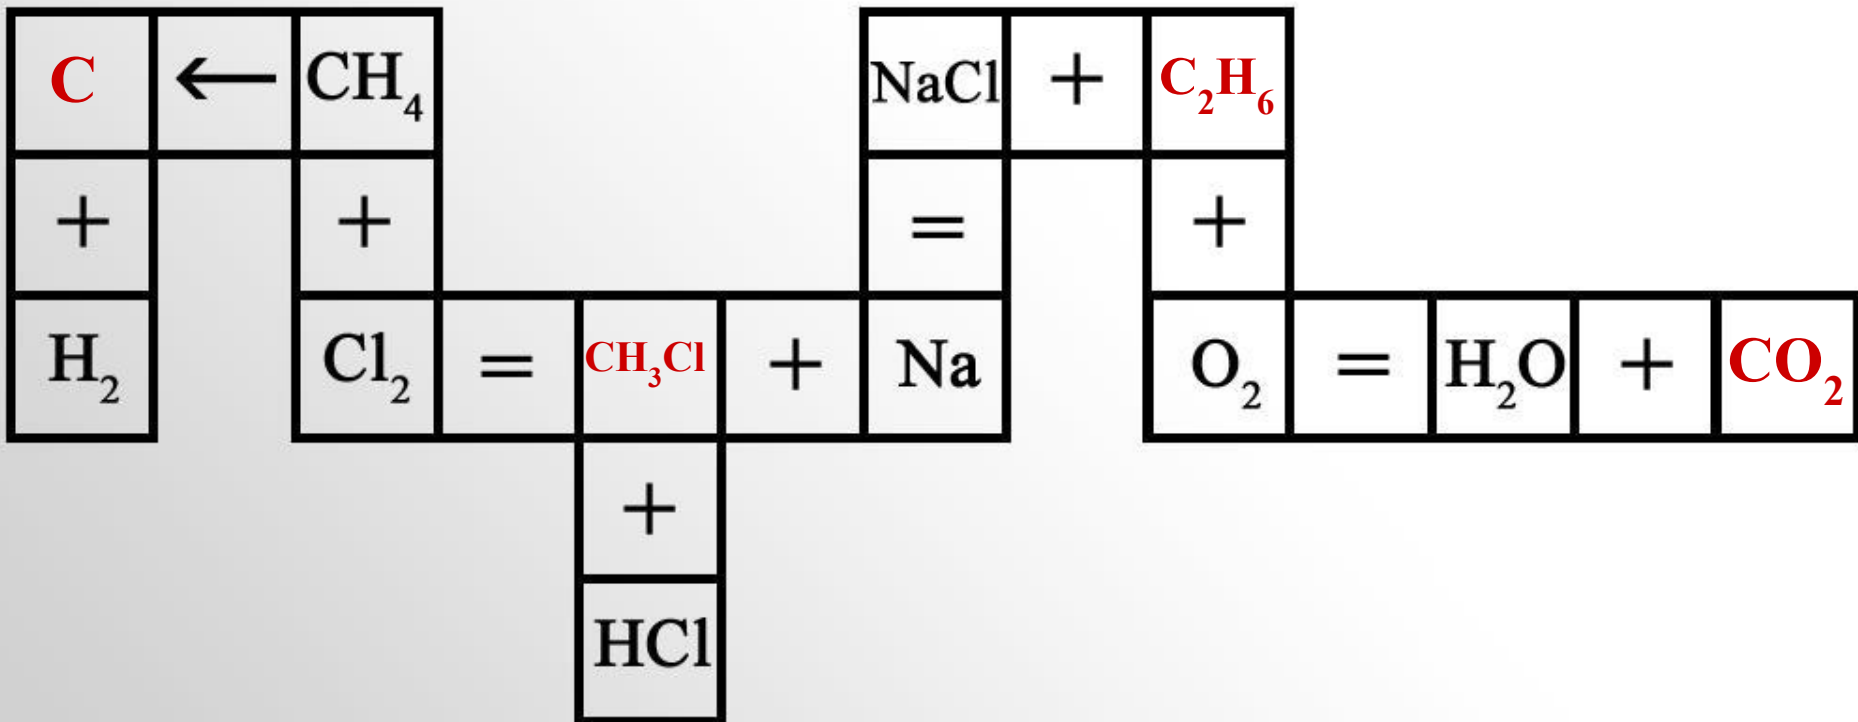 C ← CH₄ NaCl + C₂H₆
+ + = +
H₂ Cl₂ = CH₃Cl + Na O₂ = H₂O + CO₂
+
HCl